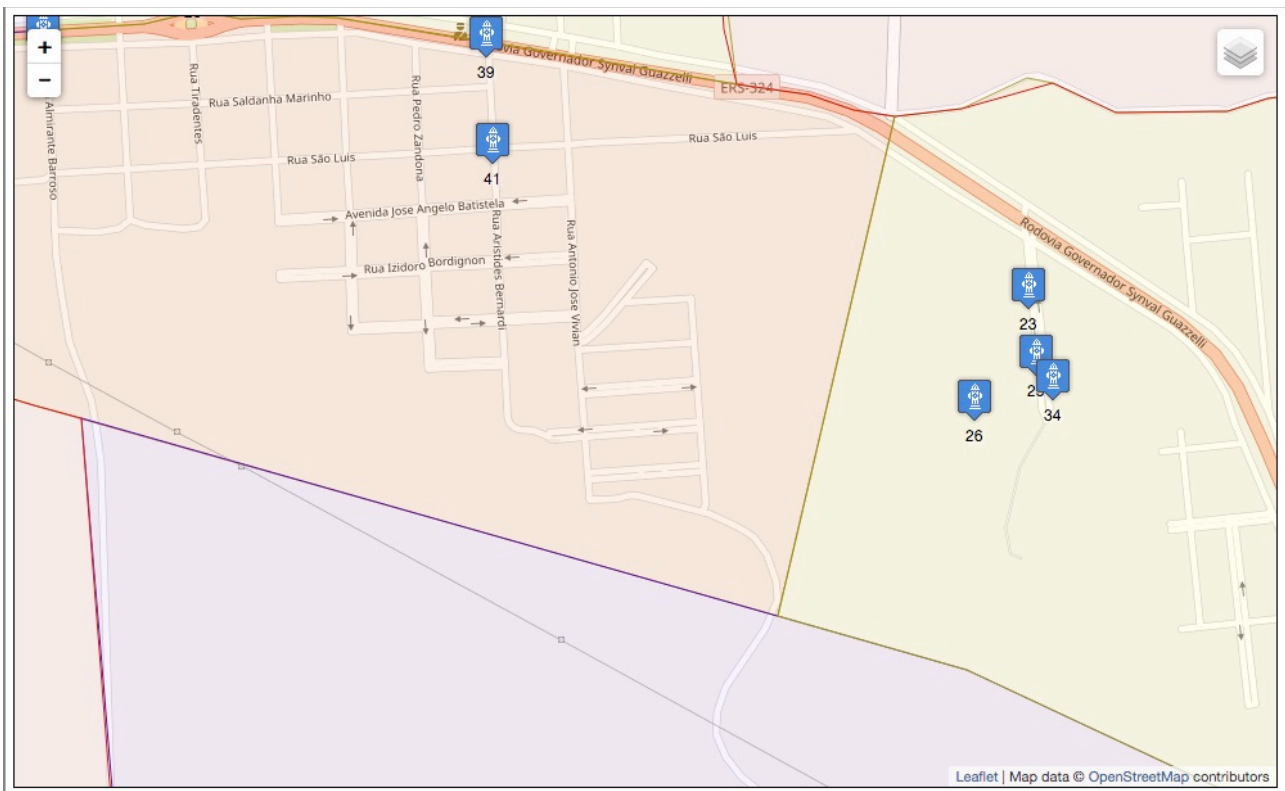 +
−
39
Rodovia Governador Synval Guazzelli
ERS-324
Rua Tiradentes
Rua Saldanha Marinho
Rua Pedro Zandona
Almirante Barroso
Rua São Luis
Rua São Luis
41
Avenida Jose Angelo Batistela
Rua Aristides Bernardi
Rua Antonio Jose Vivian
Rua Izidoro Bordignon
Rodovia Governador Synval Guazzelli
23
34
26
Leaflet | Map data © OpenStreetMap contributors